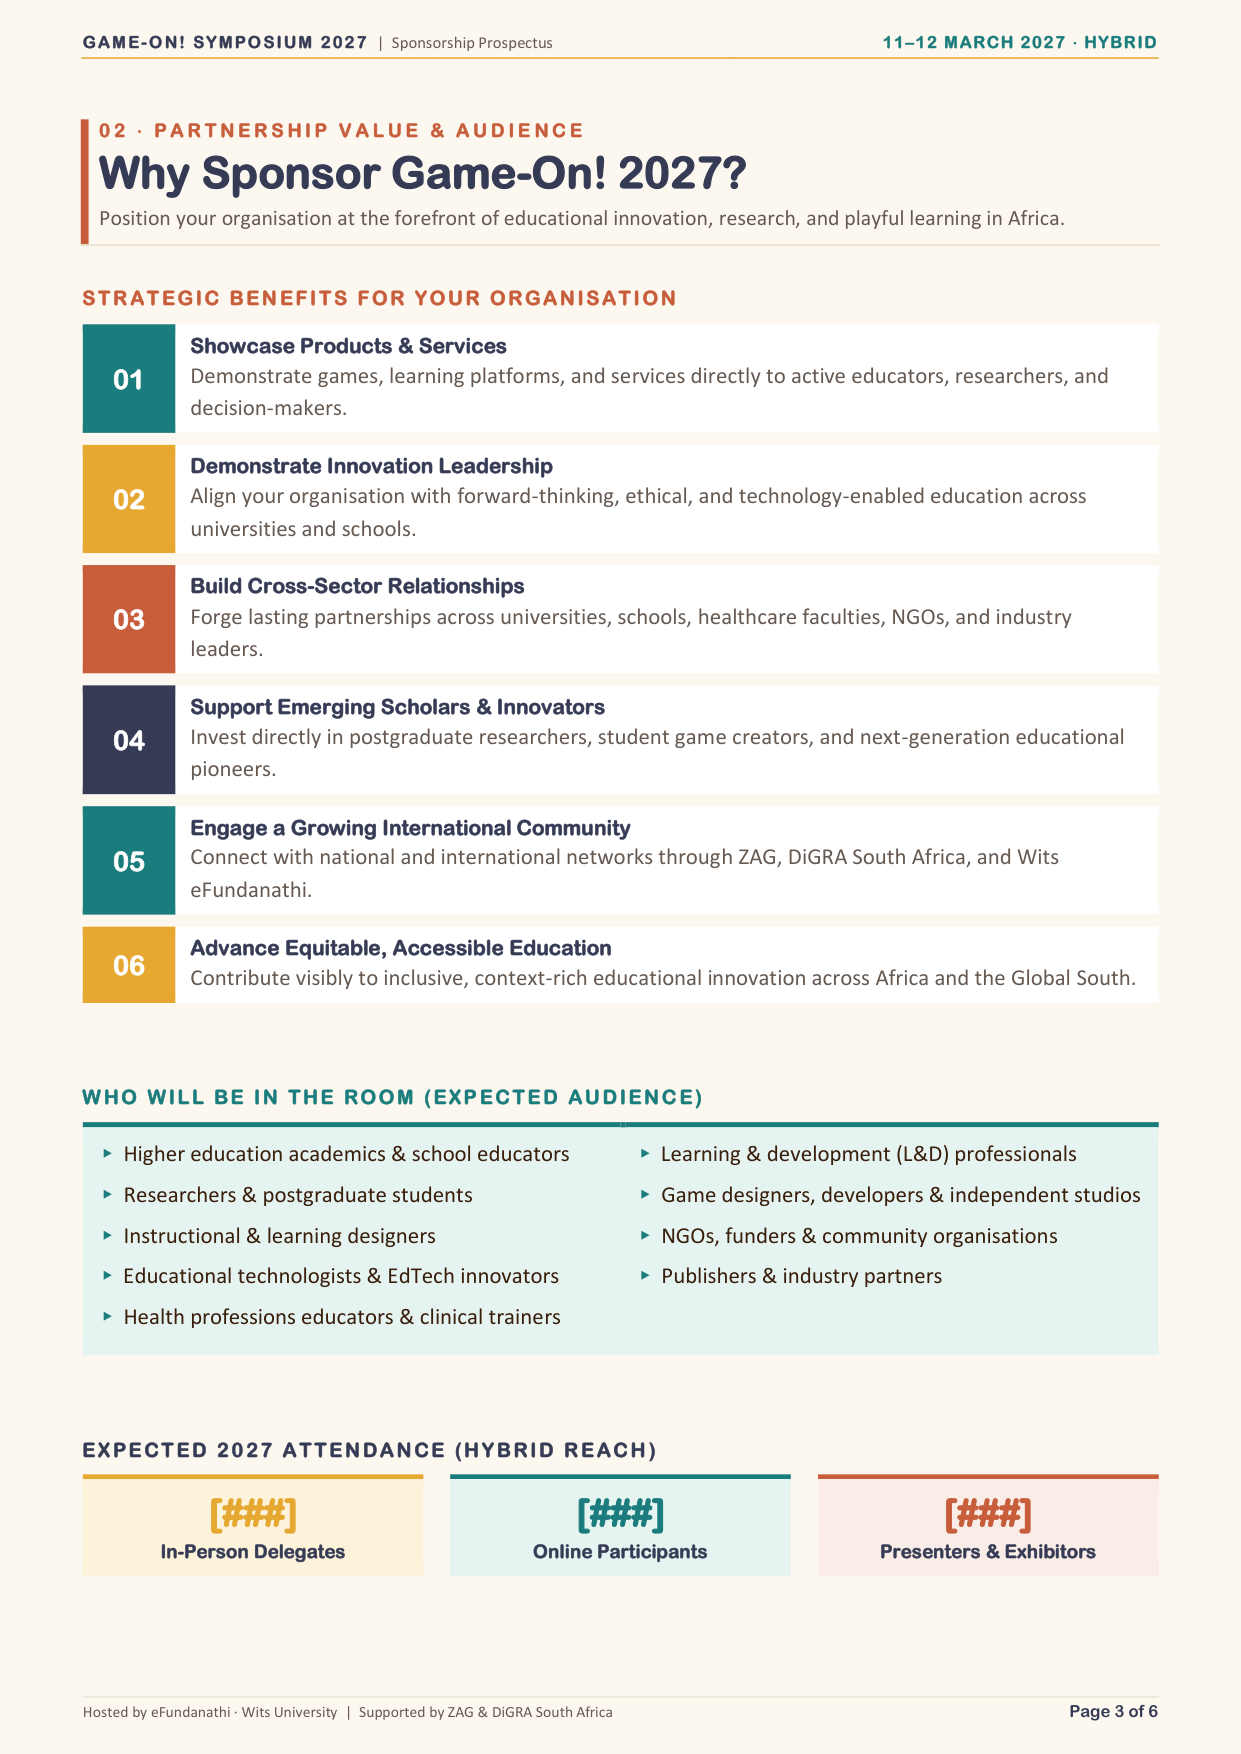 GAME-ON! SYMPOSIUM 2027 | Sponsorship Prospectus
11–12 MARCH 2027 · HYBRID
02 · PARTNERSHIP VALUE & AUDIENCE
Why Sponsor Game-On! 2027?
Position your organisation at the forefront of educational innovation, research, and playful learning in Africa.
STRATEGIC BENEFITS FOR YOUR ORGANISATION
01
Showcase Products & Services
Demonstrate games, learning platforms, and services directly to active educators, researchers, and
decision-makers.
02
Demonstrate Innovation Leadership
Align your organisation with forward-thinking, ethical, and technology-enabled education across
universities and schools.
03
Build Cross-Sector Relationships
Forge lasting partnerships across universities, schools, healthcare faculties, NGOs, and industry
leaders.
04
Support Emerging Scholars & Innovators
Invest directly in postgraduate researchers, student game creators, and next-generation educational
pioneers.
05
Engage a Growing International Community
Connect with national and international networks through ZAG, DiGRA South Africa, and Wits
eFundanathi.
06
Advance Equitable, Accessible Education
Contribute visibly to inclusive, context-rich educational innovation across Africa and the Global South.
WHO WILL BE IN THE ROOM (EXPECTED AUDIENCE)
▸ Higher education academics & school educators
▸ Researchers & postgraduate students
▸ Instructional & learning designers
▸ Educational technologists & EdTech innovators
▸ Health professions educators & clinical trainers
▸ Learning & development (L&D) professionals
▸ Game designers, developers & independent studios
▸ NGOs, funders & community organisations
▸ Publishers & industry partners
EXPECTED 2027 ATTENDANCE (HYBRID REACH)
[###]
In-Person Delegates
[###]
Online Participants
[###]
Presenters & Exhibitors
Hosted by eFundanathi · Wits University | Supported by ZAG & DiGRA South Africa
Page 3 of 6